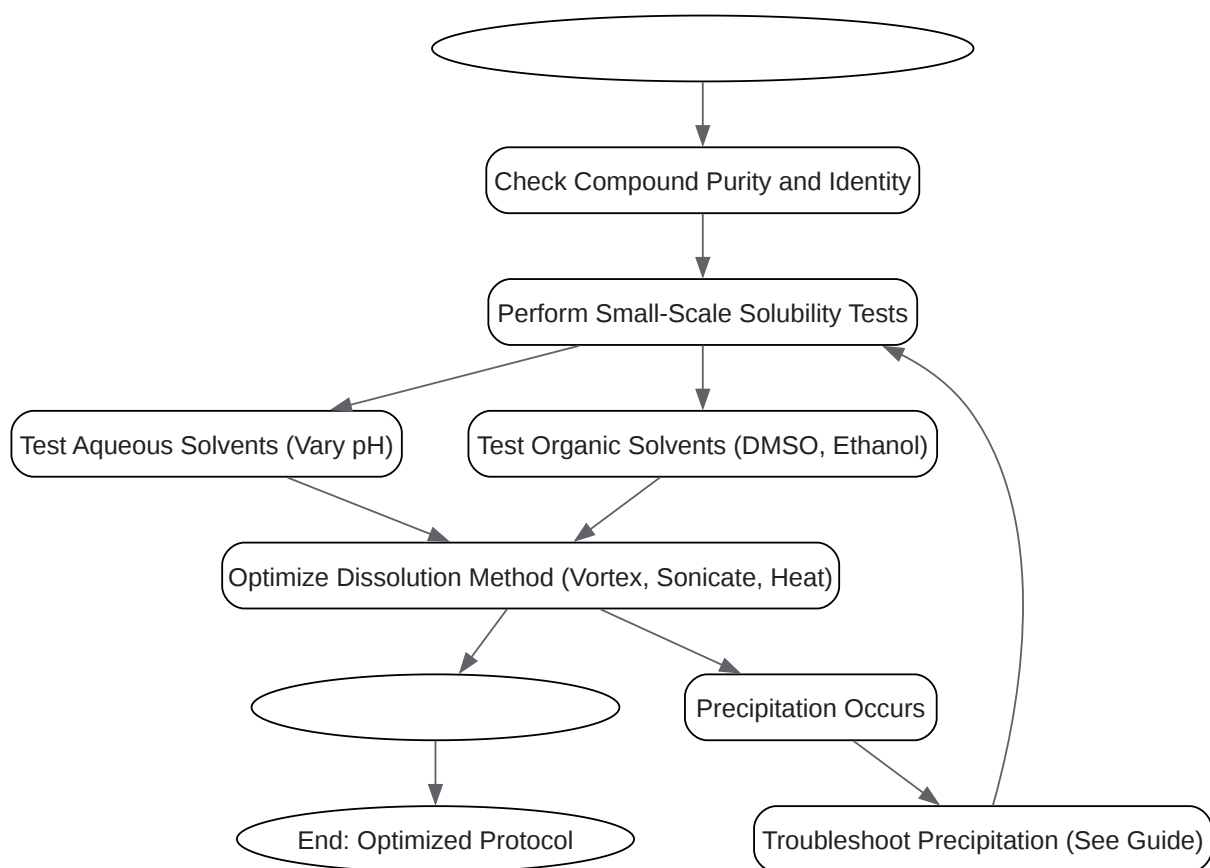 Check Compound Purity and Identity
Perform Small-Scale Solubility Tests
Test Aqueous Solvents (Vary pH)
Test Organic Solvents (DMSO, Ethanol)
Optimize Dissolution Method (Vortex, Sonicate, Heat)
Precipitation Occurs
End: Optimized Protocol
Troubleshoot Precipitation (See Guide)